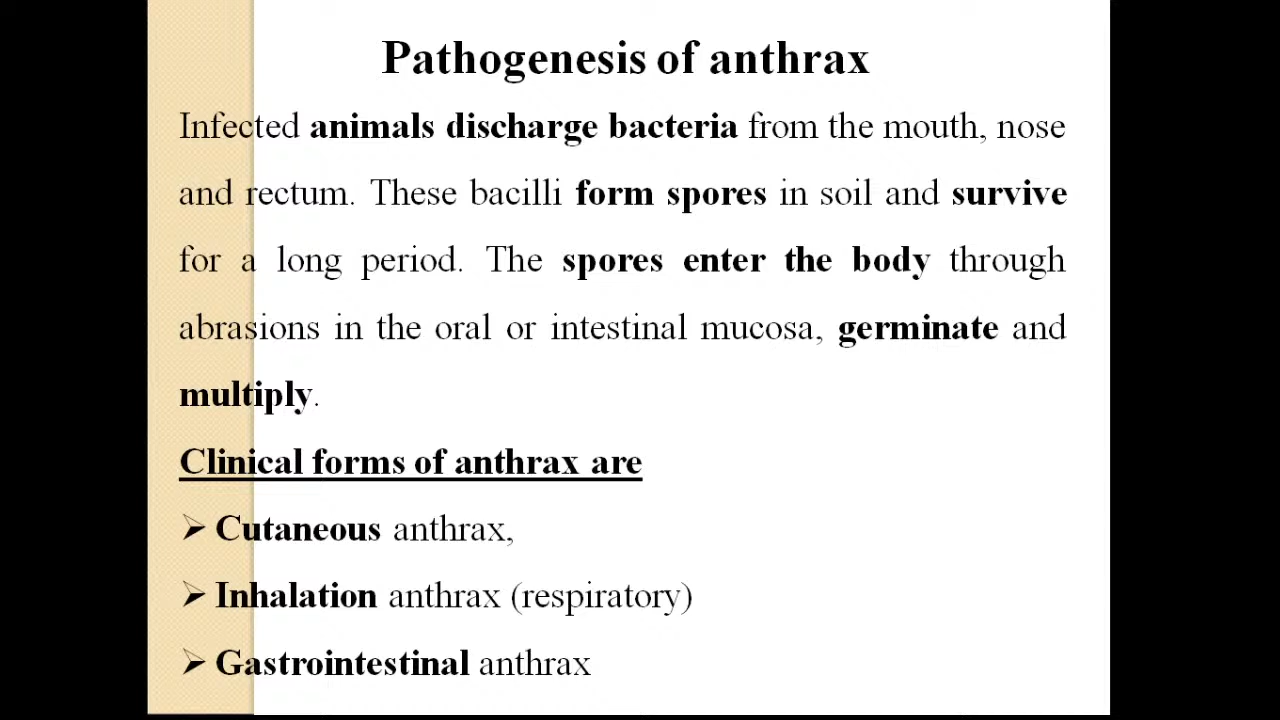 Pathogenesis of anthrax
Infected animals discharge bacteria from the mouth, nose
and rectum. These bacilli form spores in soil and survive
for a long period. The spores enter the body through
abrasions in the oral or intestinal mucosa, germinate and
multiply.
Clinical forms of anthrax are
➢ Cutaneous anthrax,
➢ Inhalation anthrax (respiratory)
➢ Gastrointestinal anthrax